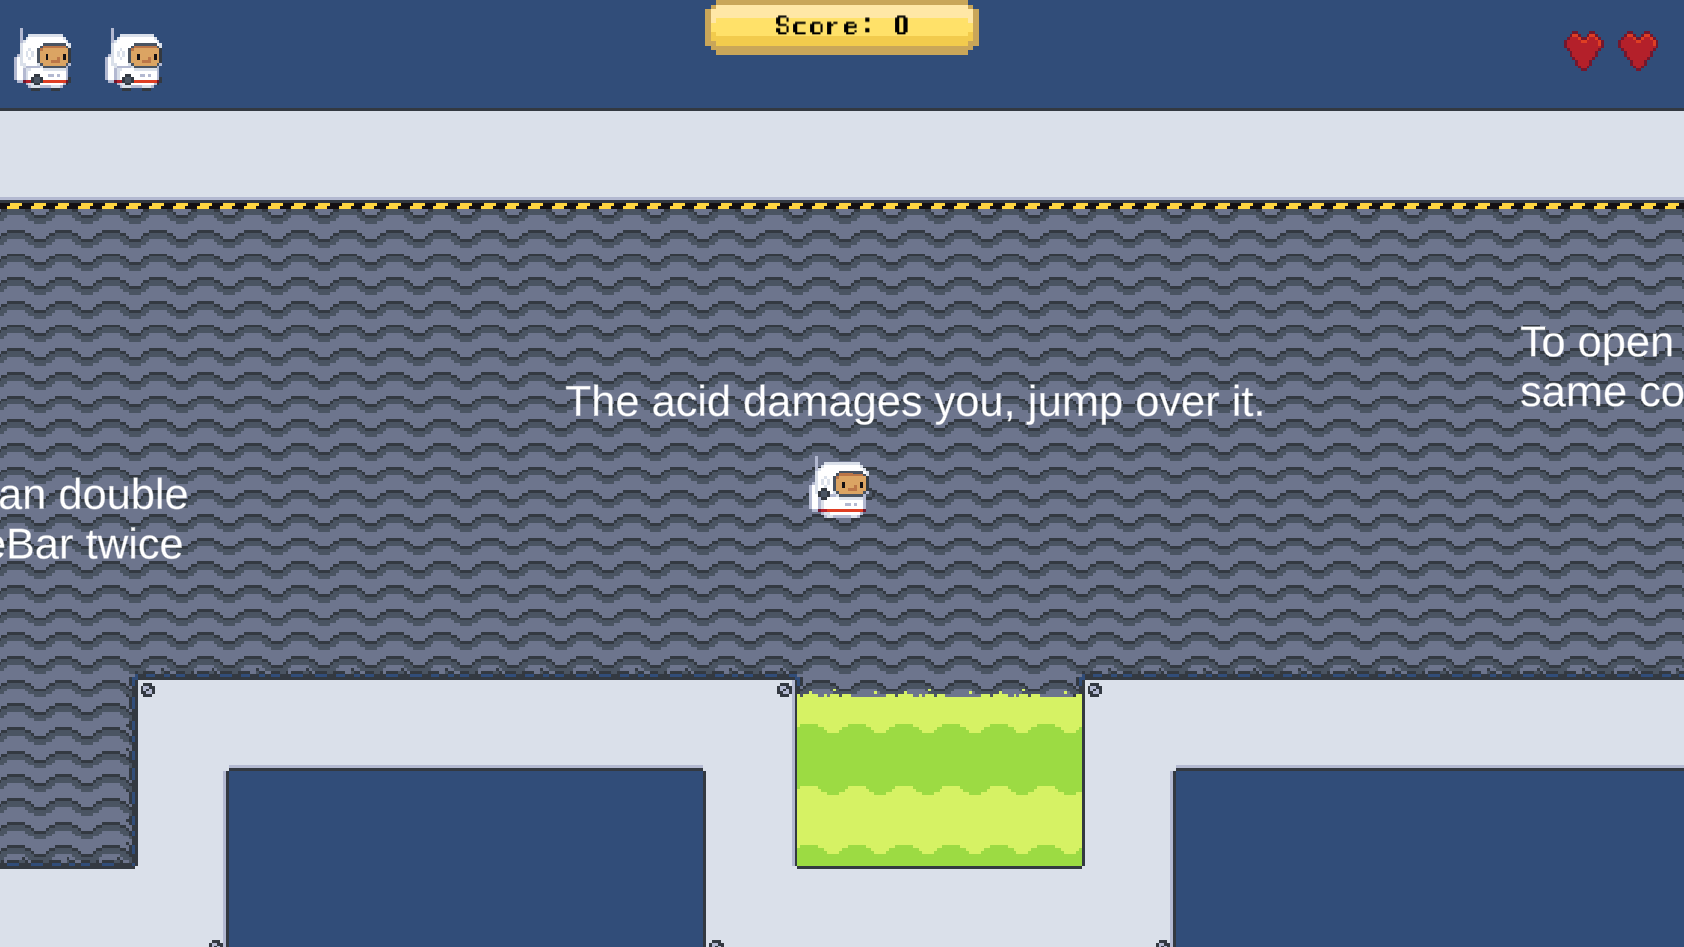 Score: 0
The acid damages you, jump over it.
To open
same co
an double
eBar twice